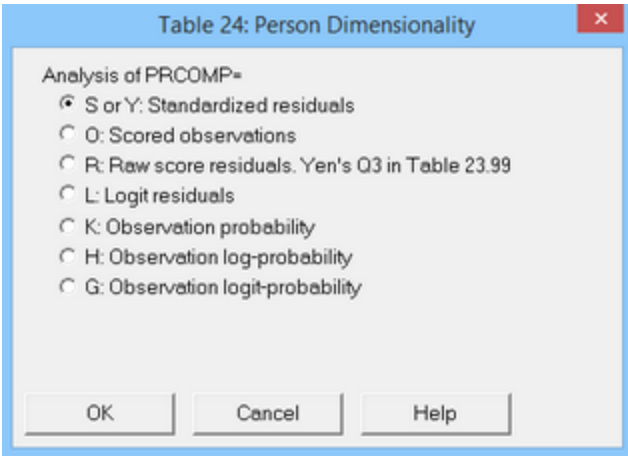 Table 24: Person Dimensionality
Analysis of PRCOMP=
S or Y: Standardized residuals
O: Scored observations
R: Raw score residuals. Yen's Q3 in Table 23.99
L: Logit residuals
K: Observation probability
H: Observation log-probability
G: Observation logit-probability
OK Cancel Help